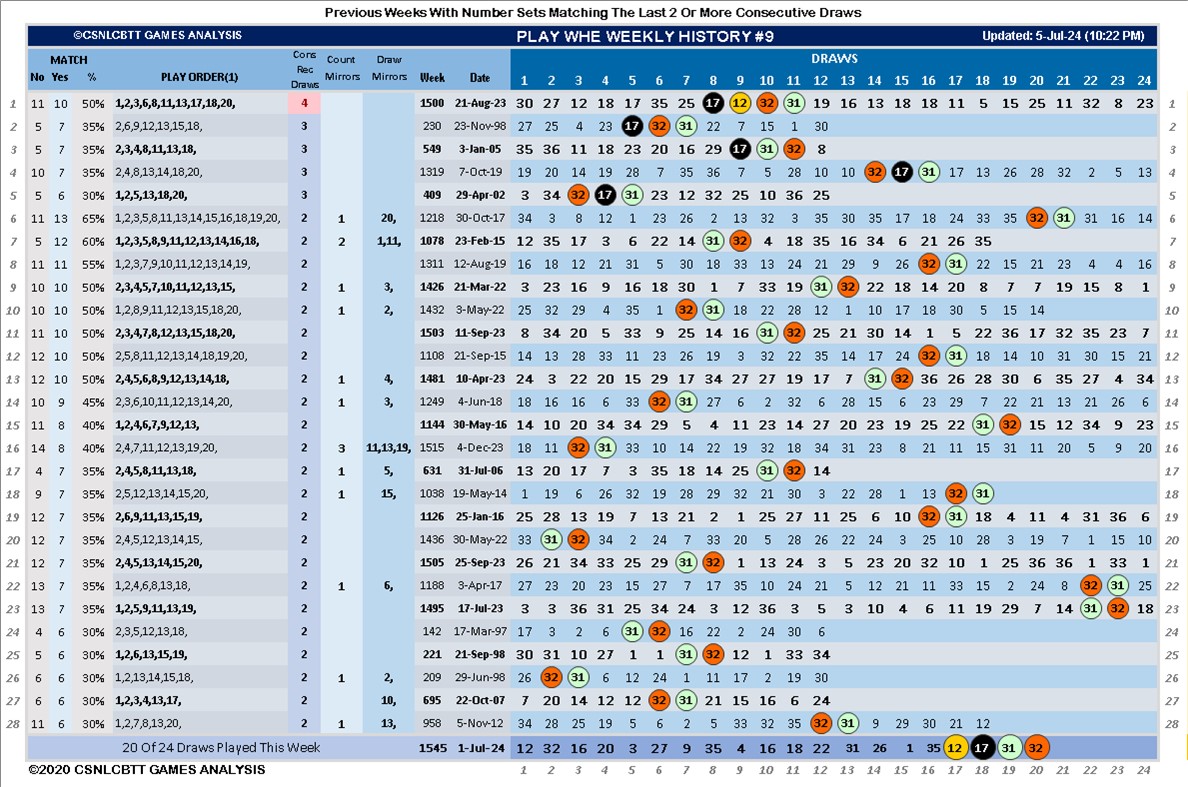 Previous Weeks With Number Sets Matching The Last 2 Or More Consecutive Draws
©CSNLCBTT GAMES ANALYSIS PLAY WHE WEEKLY HISTORY #9 Updated: 5-Jul-24 (10:22 PM)
MATCH Cons Rec Draws Count Mirrors Draw Mirrors DRAWS
No Yes % PLAY ORDER(1) Week Date 1 2 3 4 5 6 7 8 9 10 11 12 13 14 15 16 17 18 19 20 21 22 23 24
1 11 10 50% 1,2,3,6,8,11,13,17,18,20, 4 1500 21-Aug-23 30 27 12 18 17 35 25 17 12 32 31 19 16 13 18 18 11 5 15 25 11 32 8 23 1
2 5 7 35% 2,6,9,12,13,15,18, 3 230 23-Nov-98 27 25 4 23 17 32 31 22 7 15 1 30 2
3 5 7 35% 2,3,4,8,11,13,18, 3 549 3-Jan-05 35 36 11 18 23 20 16 29 17 31 32 8 3
4 10 7 35% 2,4,8,13,14,18,20, 3 1319 7-Oct-19 19 20 14 19 28 7 35 36 7 5 28 10 10 32 17 31 17 13 26 28 32 2 5 13 4
5 5 6 30% 1,2,5,13,18,20, 3 409 29-Apr-02 3 34 32 17 31 23 12 32 25 10 36 25 5
6 11 13 65% 1,2,3,5,8,11,13,14,15,16,18,19,20, 2 1 20, 1218 30-Oct-17 34 3 8 12 1 23 26 2 13 32 3 35 30 35 17 18 24 33 35 32 31 31 16 14 6
7 5 12 60% 1,2,3,5,8,9,11,12,13,14,16,18, 2 2 1,11, 1078 23-Feb-15 12 35 17 3 6 22 14 31 32 4 18 35 16 34 6 21 26 35 7
8 11 11 55% 1,2,3,7,9,10,11,12,13,14,19, 2 1311 12-Aug-19 16 18 12 21 31 5 30 18 33 13 24 21 29 9 26 32 31 22 15 21 23 4 4 16 8
9 10 10 50% 2,3,4,5,7,10,11,12,13,15, 2 1 3, 1426 21-Mar-22 3 23 16 9 16 18 30 1 7 33 19 31 32 22 18 14 20 8 7 7 19 15 8 1 9
10 10 10 50% 1,2,8,9,11,12,13,15,18,20, 2 1 2, 1432 3-May-22 25 32 29 4 35 1 32 31 18 22 28 12 1 10 17 18 30 5 15 14 10
11 11 10 50% 2,3,4,7,8,12,13,15,18,20, 2 1503 11-Sep-23 8 34 20 5 33 9 25 14 16 31 32 25 21 30 14 1 5 22 36 17 32 35 23 7 11
12 12 10 50% 2,5,8,11,12,13,14,18,19,20, 2 1108 21-Sep-15 14 13 28 33 11 23 26 19 3 32 22 35 14 17 24 32 31 18 14 10 31 30 15 21 12
13 12 10 50% 2,4,5,6,8,9,12,13,14,18, 2 1 4, 1481 10-Apr-23 24 3 22 20 15 29 17 34 27 27 19 17 7 31 32 36 26 28 30 6 35 27 4 34 13
14 10 9 45% 2,3,6,10,11,12,13,14,20, 2 1 3, 1249 4-Jun-18 18 16 16 6 33 32 31 27 6 2 32 6 28 15 6 23 29 7 22 21 13 21 26 6 14
15 11 8 40% 1,2,4,6,7,9,12,13, 2 1144 30-May-16 14 10 20 34 34 29 5 4 11 23 14 27 20 23 19 16 25 22 31 32 15 12 34 9 23 15
16 14 8 40% 2,4,7,11,12,13,19,20, 2 3 11,13,19, 1515 4-Dec-23 18 11 32 31 33 10 14 22 19 32 18 34 31 23 16 8 21 11 15 31 11 20 5 9 20 16
17 4 7 35% 2,4,5,8,11,13,18, 2 1 5, 631 31-Jul-06 13 20 17 7 3 35 18 14 25 31 32 14 17
18 9 7 35% 2,5,12,13,14,15,20, 2 1 15, 1038 19-May-14 1 19 6 26 32 19 28 29 32 21 30 3 22 28 1 13 32 31 18
19 12 7 35% 2,6,9,11,13,15,19, 2 1126 25-Jan-16 25 28 13 19 7 13 21 2 1 25 27 11 25 6 10 32 31 18 4 11 4 31 36 6 19
20 12 7 35% 2,4,5,12,13,14,15, 2 1436 30-May-22 33 31 32 2 24 7 33 20 5 28 26 22 24 3 25 10 10 28 3 19 7 1 15 10 20
21 12 7 35% 2,4,5,13,14,15,20, 2 1505 25-Sep-23 26 21 34 33 25 29 31 32 9 1 13 24 3 5 23 20 32 10 1 25 36 36 1 5 21
22 13 7 35% 1,2,4,6,8,13,18, 2 1 6, 1188 3-Apr-17 27 22 23 20 15 27 7 17 35 10 24 21 5 12 21 11 33 15 2 24 8 32 31 25 22
23 13 7 35% 1,2,5,9,11,13,19, 2 1495 17-Jul-23 3 3 36 31 25 34 24 3 12 36 3 5 3 10 4 6 11 19 29 7 14 31 32 18 23
24 4 6 30% 2,3,5,12,13,18, 2 142 17-Mar-97 17 3 2 6 31 32 16 22 2 24 30 6 24
25 5 6 30% 1,2,6,13,15,19, 2 221 21-Sep-98 30 31 10 27 1 1 31 32 12 1 33 34 25
26 6 6 30% 1,2,13,14,15,18, 2 1 2, 209 29-Jun-98 26 32 31 6 12 24 1 11 17 2 19 30 26
27 6 6 30% 1,2,3,4,13,17, 2 10, 695 22-Oct-07 7 20 14 12 12 32 31 21 15 16 6 24 27
28 11 6 30% 1,2,7,8,13,20, 2 1 13, 958 5-Nov-12 34 28 25 19 5 6 2 5 33 32 35 32 31 9 29 30 21 12 28
20 Of 24 Draws Played This Week 1545 1-Jul-24 12 32 16 20 3 27 9 35 4 16 18 22 31 26 1 35 12 17 31 32
©2020 CSNLCBTT GAMES ANALYSIS 1 2 3 4 5 6 7 8 9 10 11 12 13 14 15 16 17 18 19 20 21 22 23 24